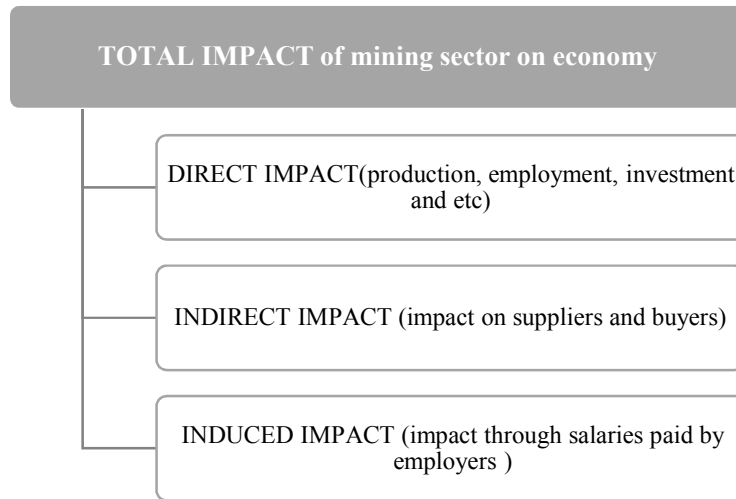 TOTAL IMPACT of mining sector on economy
DIRECT IMPACT(production, employment, investment
and etc)
INDIRECT IMPACT (impact on suppliers and buyers)
INDUCED IMPACT (impact through salaries paid by
employers )